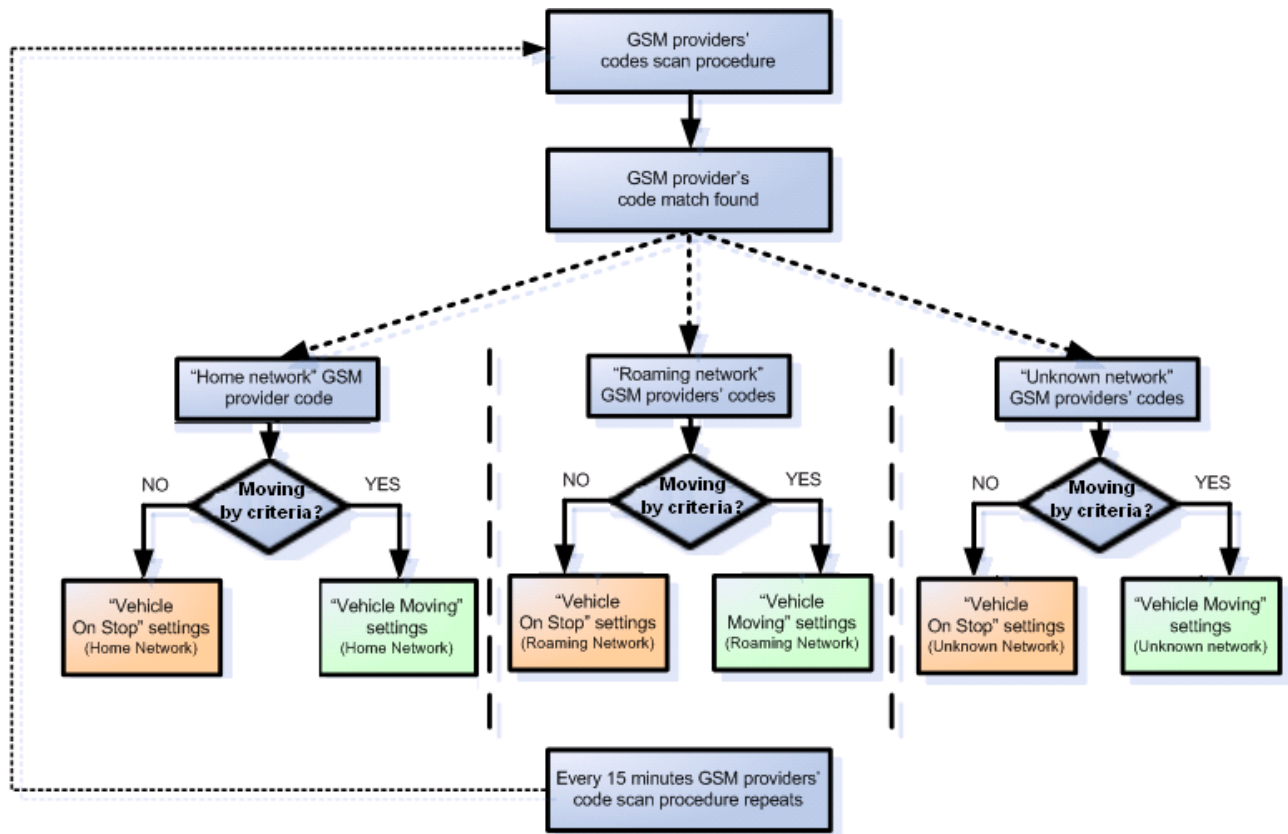 GSM providers'
codes scan procedure
GSM provider's
code match found
“Home network” GSM
provider code
“Roaming network”
GSM providers' codes
“Unknown network”
GSM providers' codes
NO
Moving
by criteria?
YES
NO
Moving
by criteria?
YES
NO
Moving
by criteria?
YES
“Vehicle
On Stop” settings
(Home Network)
“Vehicle Moving”
settings
(Home Network)
“Vehicle
On Stop” settings
(Roaming Network)
“Vehicle
Moving” settings
(Roaming Network)
“Vehicle
On Stop” settings
(Unknown Network)
“Vehicle Moving”
settings
(Unknown network)
Every 15 minutes GSM providers'
code scan procedure repeats